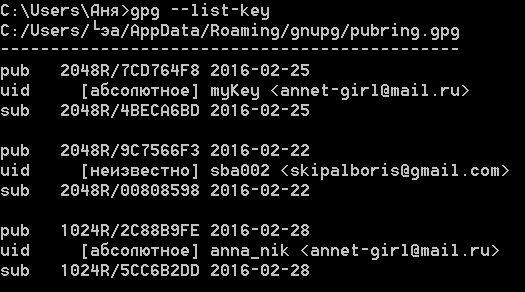 C:\Users\Аня>gpg --list-key
C:/Users/└эа/AppData/Roaming/gnupg/pubring.gpg
----------------------------------------------
pub   2048R/7CD764F8 2016-02-25
uid       [абсолютное] myKey <annet-girl@mail.ru>
sub   2048R/4BECA6BD 2016-02-25

pub   2048R/9C7566F3 2016-02-22
uid       [неизвестно] sba002 <skipalboris@gmail.com>
sub   2048R/00808598 2016-02-22

pub   1024R/2C88B9FE 2016-02-28
uid       [абсолютное] anna_nik <annet-girl@mail.ru>
sub   1024R/5CC6B2DD 2016-02-28